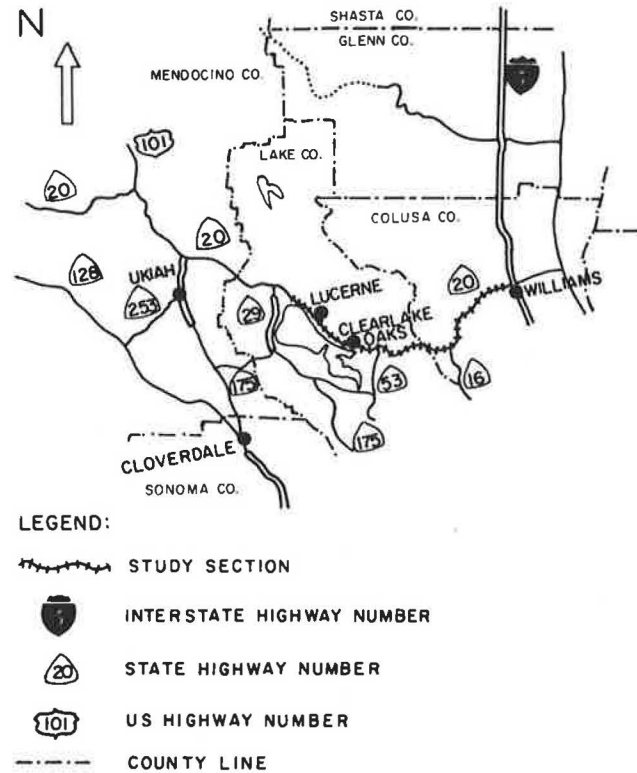 N
SHASTA CO.
GLENN CO.
MENDOCINO CO.
5
101
LAKE CO.
20
COLUSA CO.
20
128
UKIAH
20
WILLIAMS
253
29
LUCERNE
CLEARLAKE
OAKS
175
53
16
175
CLOVERDALE
SONOMA CO.
LEGEND:
STUDY SECTION
5
INTERSTATE HIGHWAY NUMBER
20
STATE HIGHWAY NUMBER
101
US HIGHWAY NUMBER
COUNTY LINE